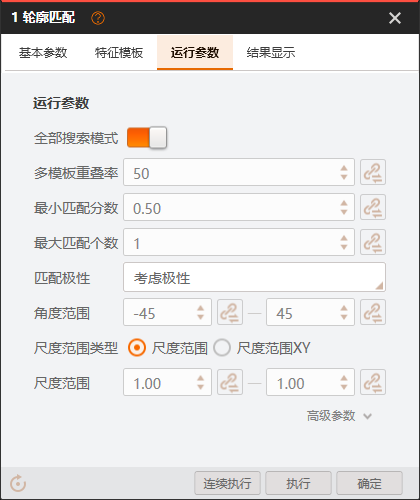 1 轮廓匹配
基本参数 特征模板 运行参数 结果显示
运行参数
全部搜索模式
多模板重叠率 50
最小匹配分数 0.50
最大匹配个数 1
匹配极性 考虑极性
角度范围 -45 — 45
尺度范围类型 尺度范围 尺度范围XY
尺度范围 1.00 — 1.00
高级参数
连续执行 执行 确定